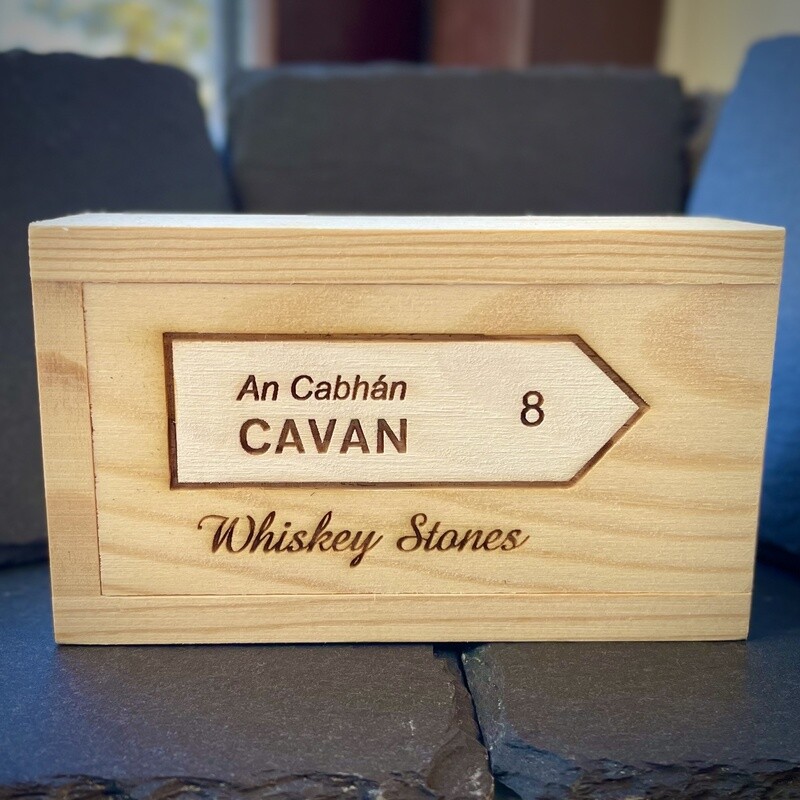 An Cabhán
CAVAN
8
Whiskey Stones